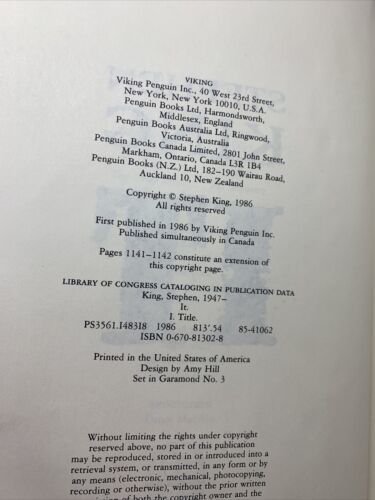 VIKING
Viking Penguin Inc., 40 West 23rd Street,
New York, New York 10010, U.S.A.
Penguin Books Ltd, Harmondsworth,
Middlesex, England
Penguin Books Australia Ltd, Ringwood,
Victoria, Australia
Penguin Books Canada Limited, 2801 John Street,
Markham, Ontario, Canada L3R 1B4
Penguin Books (N.Z.) Ltd, 182–190 Wairau Road,
Auckland 10, New Zealand
Copyright © Stephen King, 1986
All rights reserved
First published in 1986 by Viking Penguin Inc.
Published simultaneously in Canada
Pages 1141–1142 constitute an extension of
this copyright page.
LIBRARY OF CONGRESS CATALOGING IN PUBLICATION DATA
King, Stephen, 1947–
It.
I. Title.
PS3561.I483I8 1986 813'.54 85-41062
ISBN 0-670-81302-8
Printed in the United States of America
Design by Amy Hill
Set in Garamond No. 3
Without limiting the rights under copyright
reserved above, no part of this publication
may be reproduced, stored in or introduced into a
retrieval system, or transmitted, in any form or by
any means (electronic, mechanical, photocopying,
recording or otherwise), without the prior written
of both the copyright owner and the